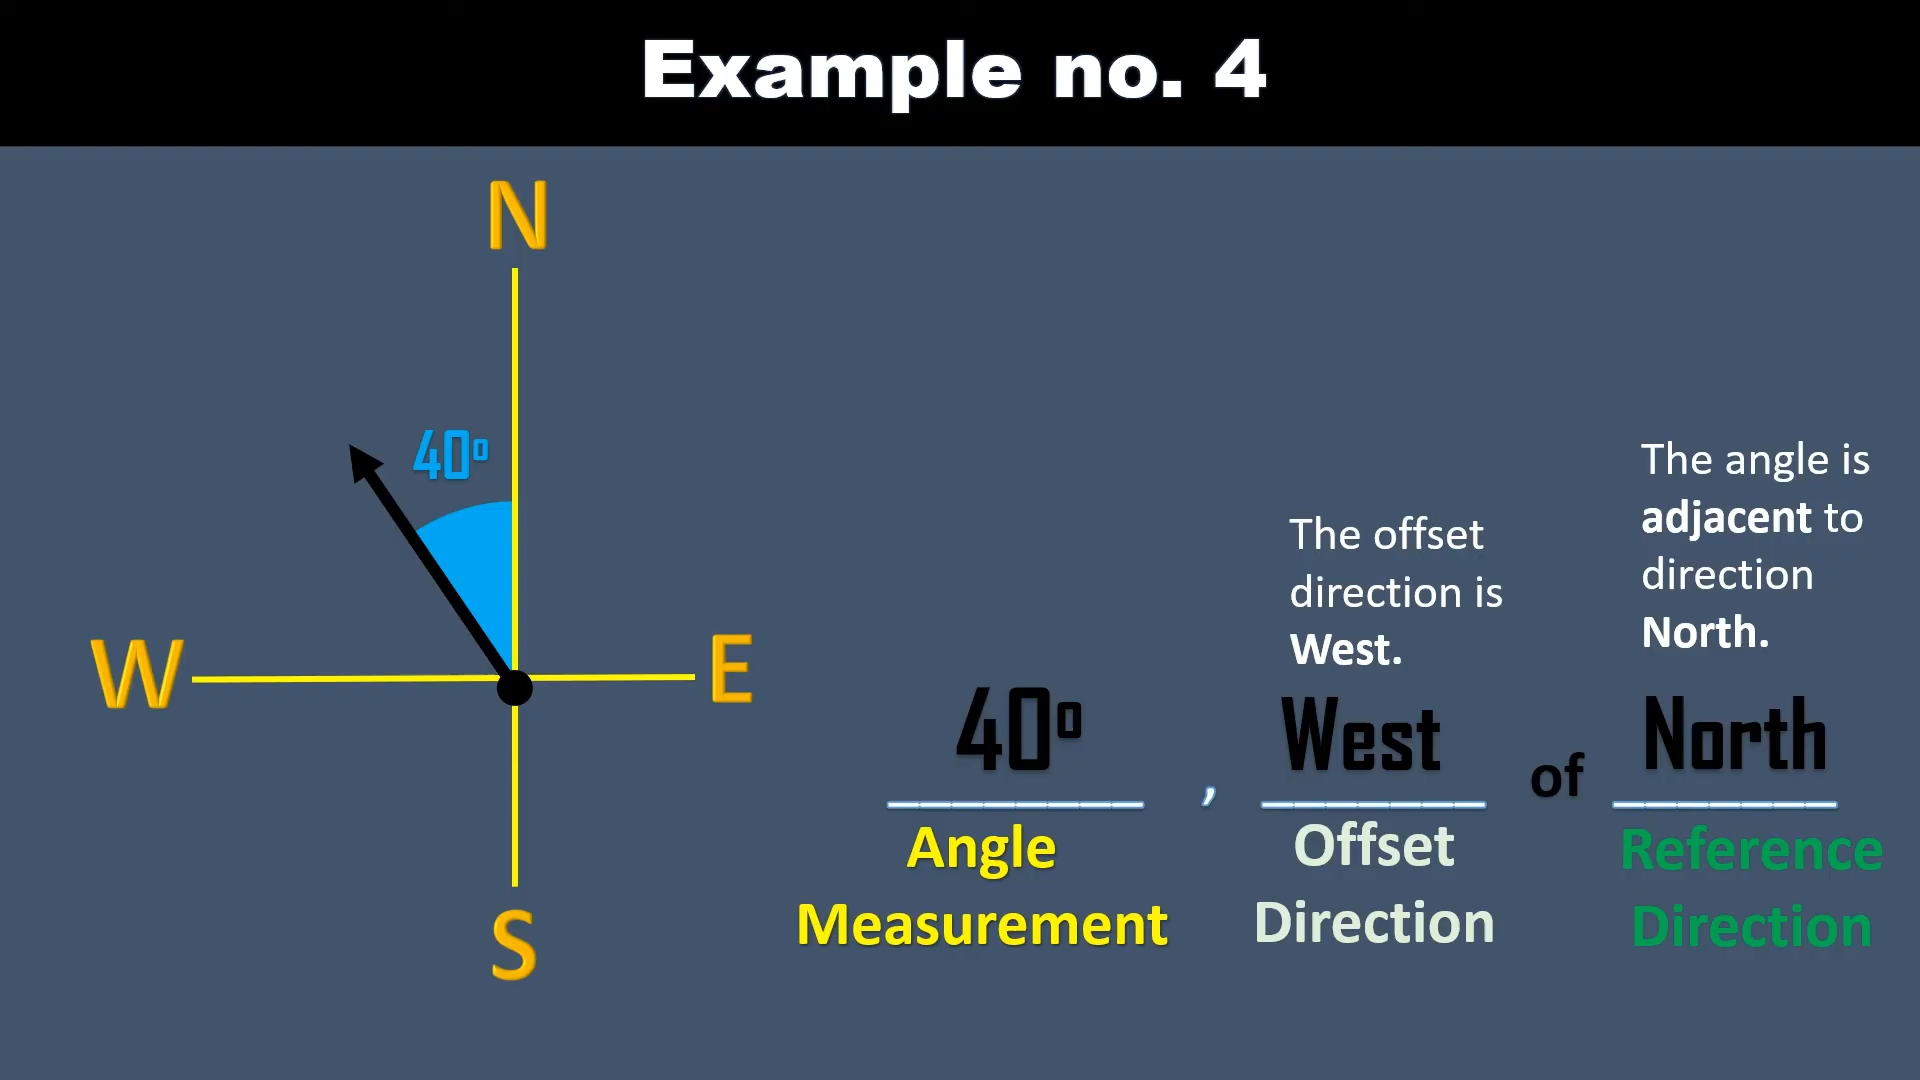 Example no. 4
N
40º
W
E
S
The offset
direction is
West.
The angle is
adjacent to
direction
North.
40º , West of North
Angle
Measurement
Offset
Direction
Reference
Direction